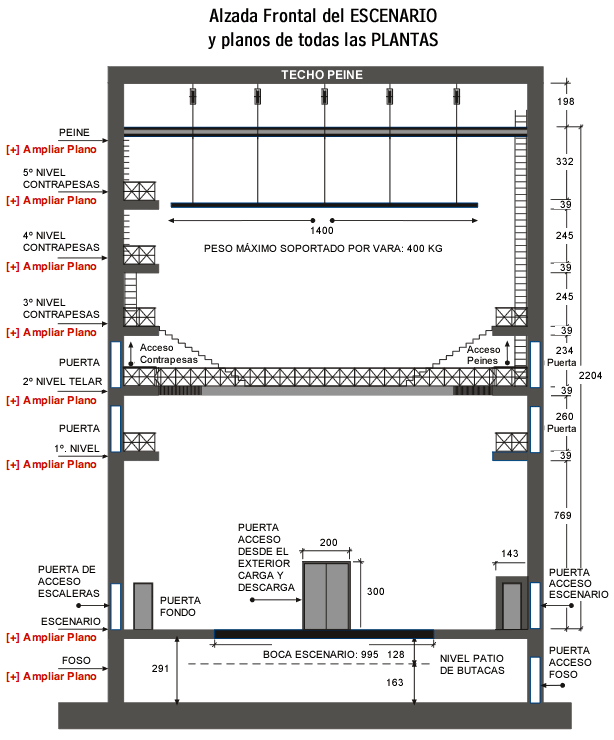 Alzada Frontal del ESCENARIO
y planos de todas las PLANTAS
TECHO PEINE
198
PEINE
[+] Ampliar Plano
332
5º NIVEL
CONTRAPESAS
[+] Ampliar Plano
39
1400
PESO MÁXIMO SOPORTADO POR VARA: 400 KG
4º NIVEL
CONTRAPESAS
[+] Ampliar Plano
245
39
245
3º NIVEL
CONTRAPESAS
[+] Ampliar Plano
39
Acceso
Contrapesas
Acceso
Peines
234
Puerta
PUERTA
2204
2º NIVEL TELAR
[+] Ampliar Plano
39
260
Puerta
PUERTA
1º. NIVEL
[+] Ampliar Plano
39
769
PUERTA
ACCESO
DESDE EL
EXTERIOR
CARGA Y
DESCARGA
200
300
143
PUERTA DE
ACCESO
ESCALERAS
PUERTA
FONDO
PUERTA
ACCESO
ESCENARIO
ESCENARIO
[+] Ampliar Plano
BOCA ESCENARIO: 995
128
FOSO
[+] Ampliar Plano
291
163
NIVEL PATIO
DE BUTACAS
PUERTA
ACCESO
FOSO